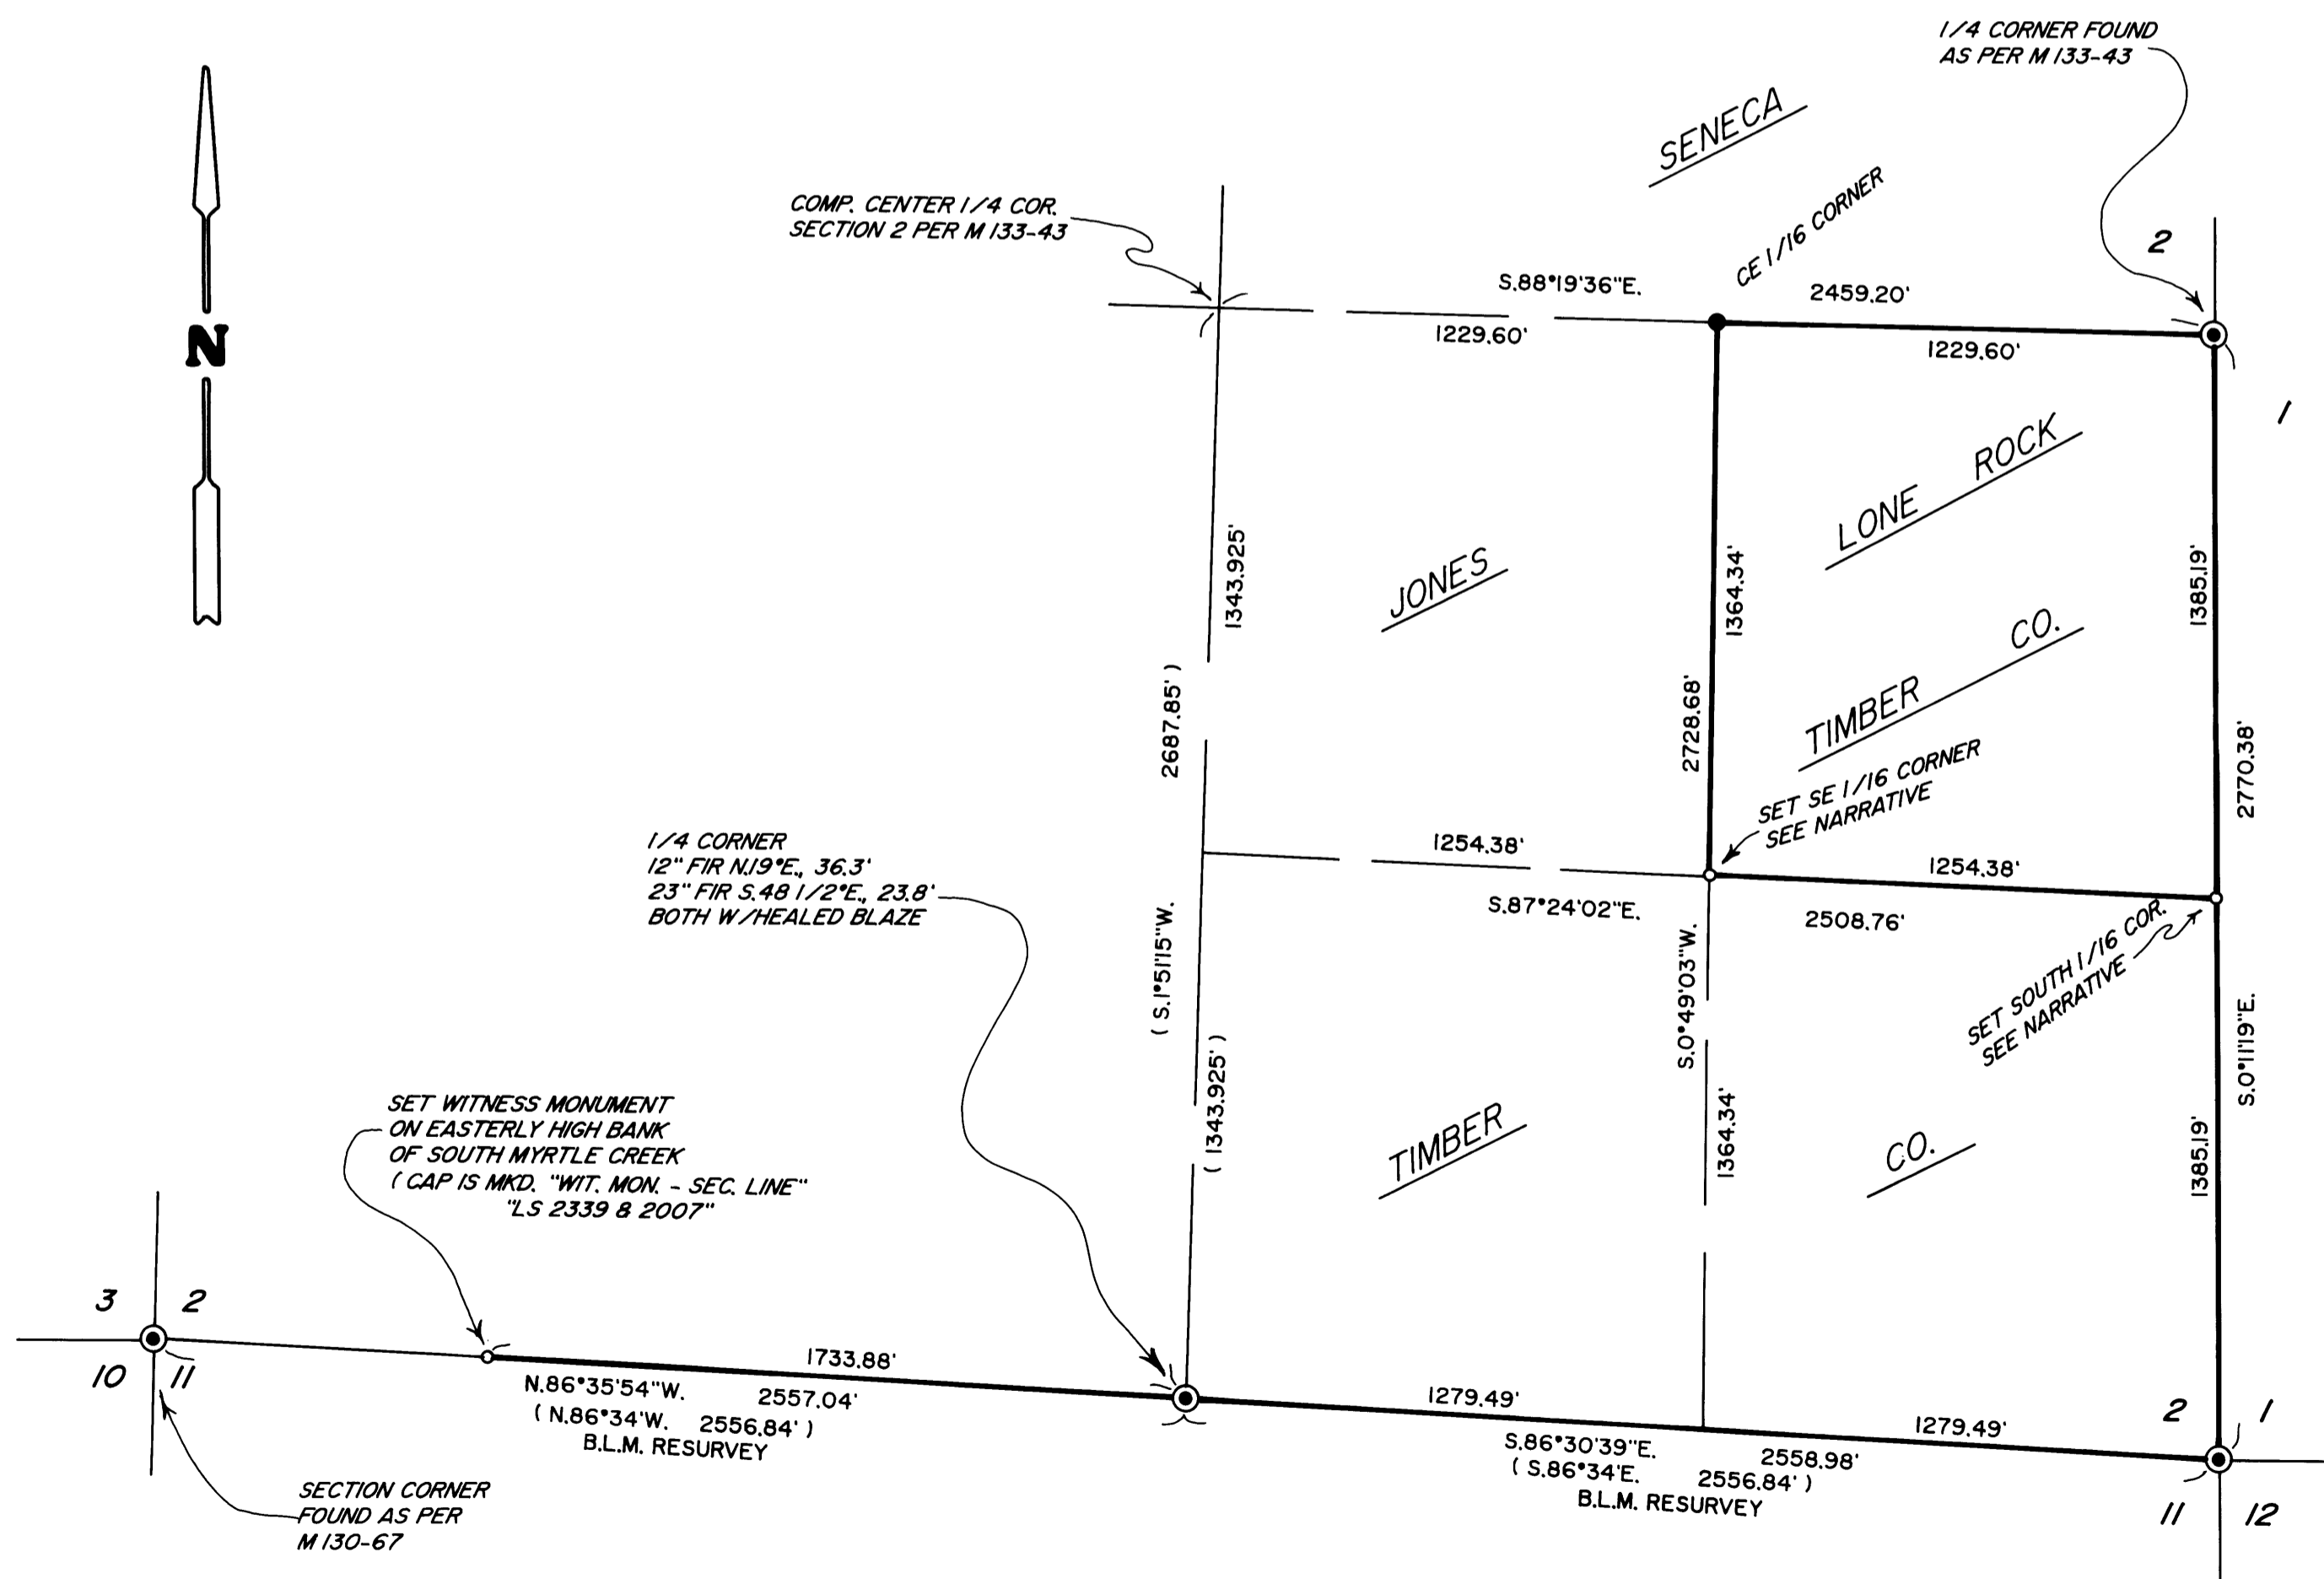 1/4 CORNER FOUND
AS PER M 133-43
SENECA
CE 1/16 CORNER
COMP. CENTER 1/4 COR.
SECTION 2 PER M 133-43
2
S.88°19'36"E.
2459.20'
1229.60'
1229.60'
N
1
LONE ROCK
JONES
1343.925'
1364.34'
1385.19'
TIMBER CO.
2687.85' )
2728.68'
2770.38'
SET SE 1/16 CORNER
SEE NARRATIVE
1/4 CORNER
12" FIR N.19°E., 36.3'
23" FIR S.48 1/2°E., 23.8'
BOTH W/HEALED BLAZE
1254.38'
1254.38'
S.87°24'02"E.
2508.76'
( S.1°51'15"W.
S.0°49'03"W.
SET SOUTH 1/16 COR.
SEE NARRATIVE
S.0°11'19"E.
( 1343.925' )
1364.34'
1385.19'
TIMBER CO.
SET WITNESS MONUMENT
ON EASTERLY HIGH BANK
OF SOUTH MYRTLE CREEK
( CAP IS MKD. "WIT. MON. - SEC. LINE"
"LS 2339 & 2007"
3 2
10 11
1733.88'
N.86°35'54"W. 2557.04'
( N.86°34'W. 2556.84' )
B.L.M. RESURVEY
1279.49'
1279.49'
S.86°30'39"E. 2558.98'
( S.86°34'E. 2556.84' )
B.L.M. RESURVEY
2 1
11 12
SECTION CORNER
FOUND AS PER
M 130-67